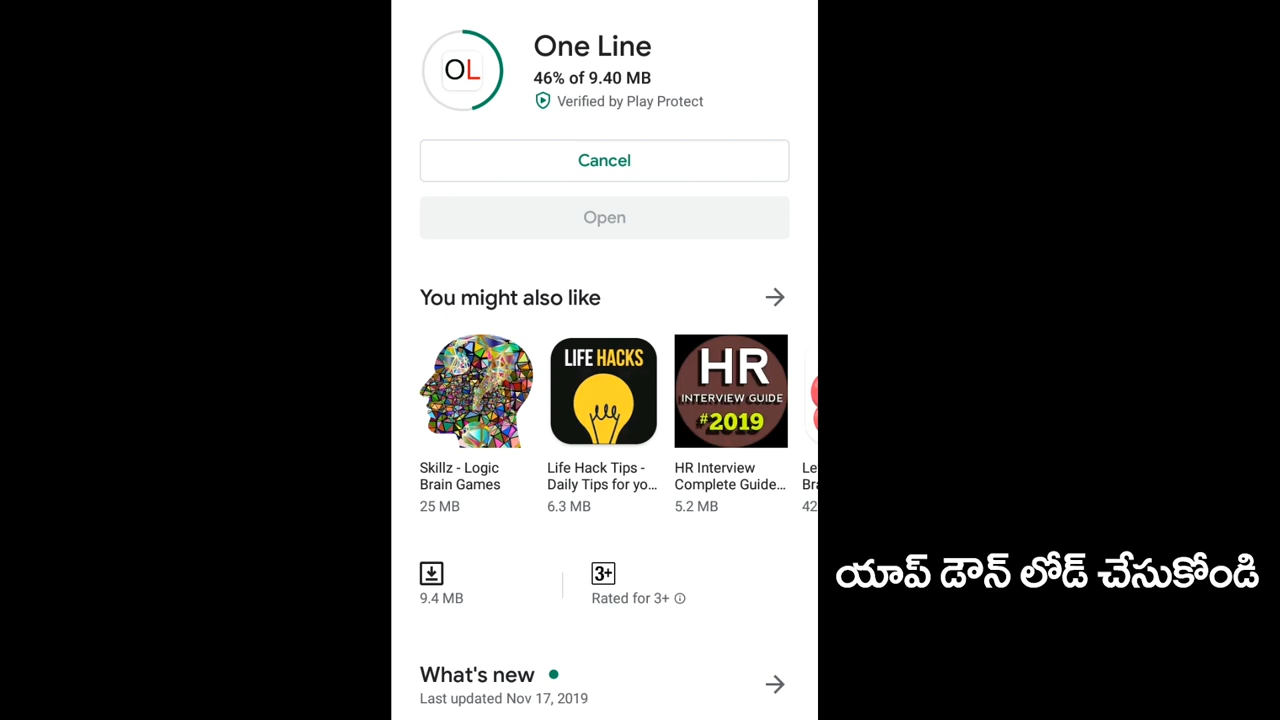 OL
One Line
46% of 9.40 MB
Verified by Play Protect
Cancel
Open
You might also like
LIFE HACKS
HR
INTERVIEW GUIDE
#2019
Skillz - Logic
Brain Games
25 MB
Life Hack Tips -
Daily Tips for yo...
6.3 MB
HR Interview
Complete Guide...
5.2 MB
Le
Bra
42
9.4 MB
3+
Rated for 3+
యాప్ డౌన్ లోడ్ చేసుకోండి
What's new
Last updated Nov 17, 2019